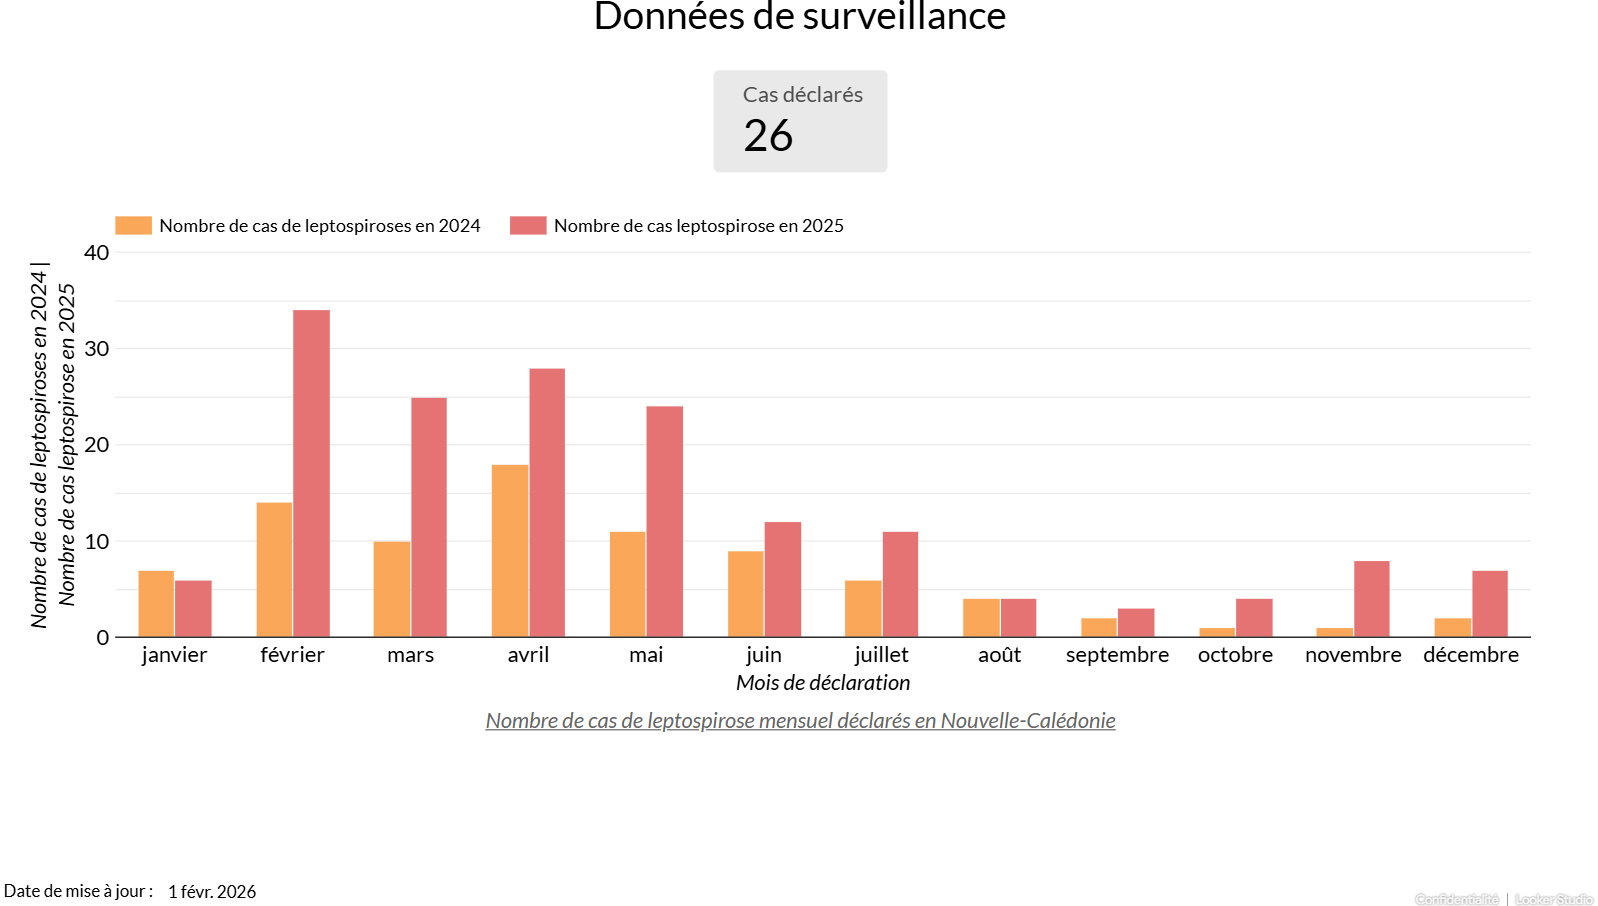 Données de surveillance
Cas déclarés
26
Nombre de cas de leptospiroses en 2024
Nombre de cas leptospirose en 2025
Nombre de cas de leptospiroses en 2024 |
Nombre de cas leptospirose en 2025
40
30
20
10
0
janvier février mars avril mai juin juillet août septembre octobre novembre décembre
Mois de déclaration
Nombre de cas de leptospirose mensuel déclarés en Nouvelle-Calédonie
Date de mise à jour : 1 févr. 2026
Confidentialité | Looker Studio